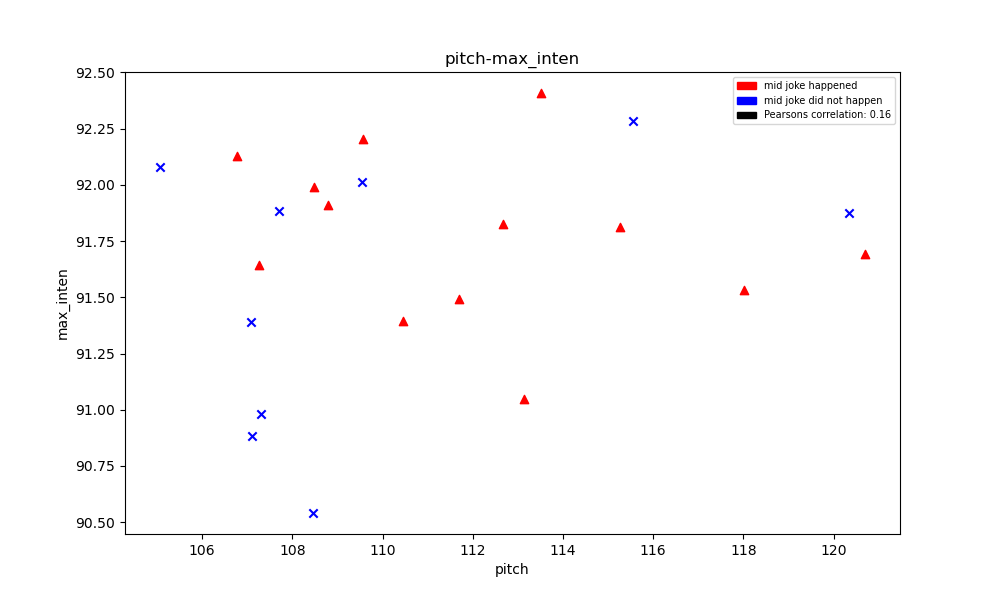 pitch-max_inten
mid joke happened
mid joke did not happen
Pearsons correlation: 0.16
92.50
92.25
92.00
91.75
91.50
91.25
91.00
90.75
90.50
max_inten
106
108
110
112
114
116
118
120
pitch